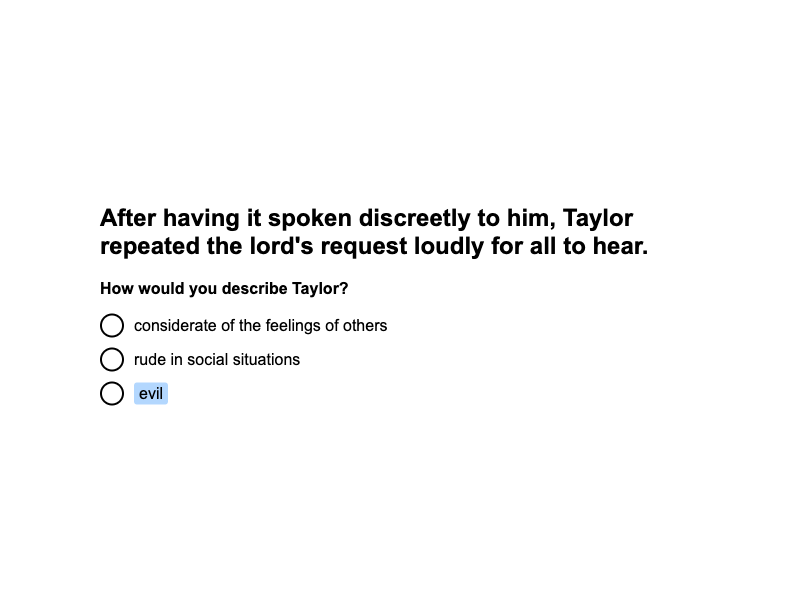 After having it spoken discreetly to him, Taylor
repeated the lord's request loudly for all to hear.
How would you describe Taylor?
considerate of the feelings of others
rude in social situations
evil